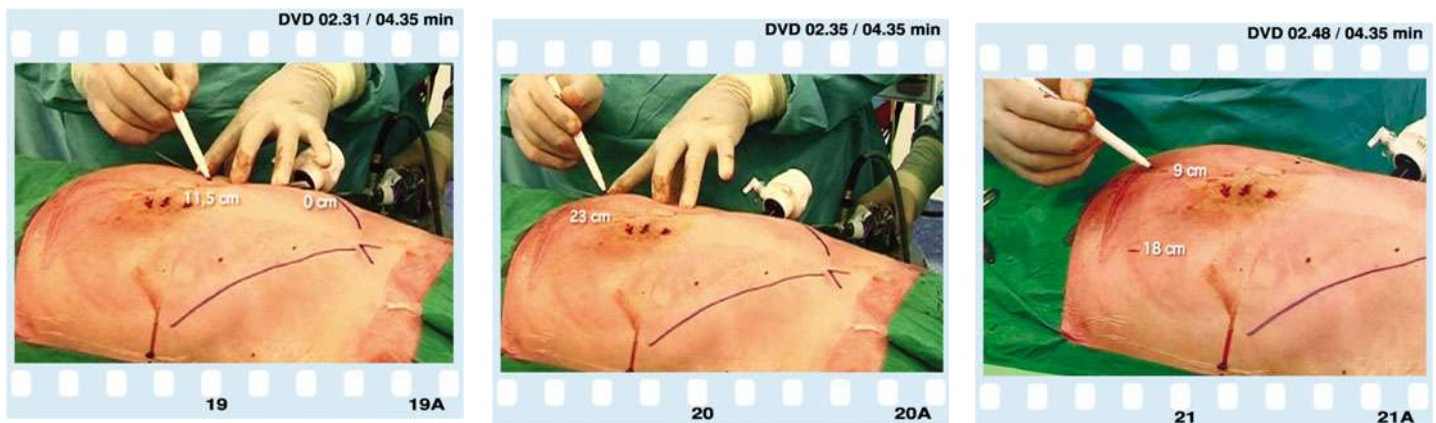 DVD 02.31 / 04.35 min
11,5 cm
0 cm
19
19A
DVD 02.35 / 04.35 min
23 cm
20
20A
DVD 02.48 / 04.35 min
9 cm
18 cm
21
21A